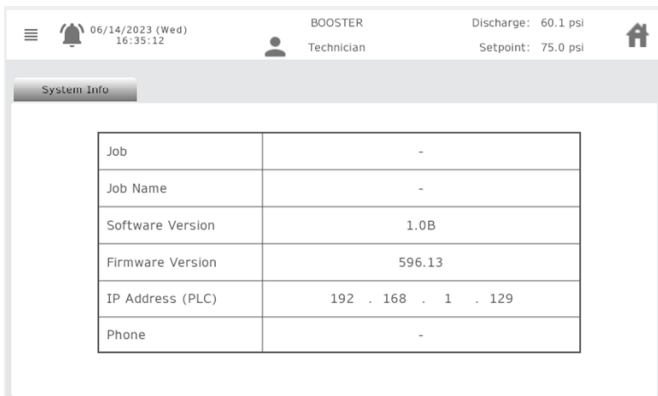 06/14/2023 (Wed)
16:35:12
BOOSTER
Technician
Discharge: 60.1 psi
Setpoint: 75.0 psi
System Info
Job -
Job Name -
Software Version 1.0B
Firmware Version 596.13
IP Address (PLC) 192 . 168 . 1 . 129
Phone -